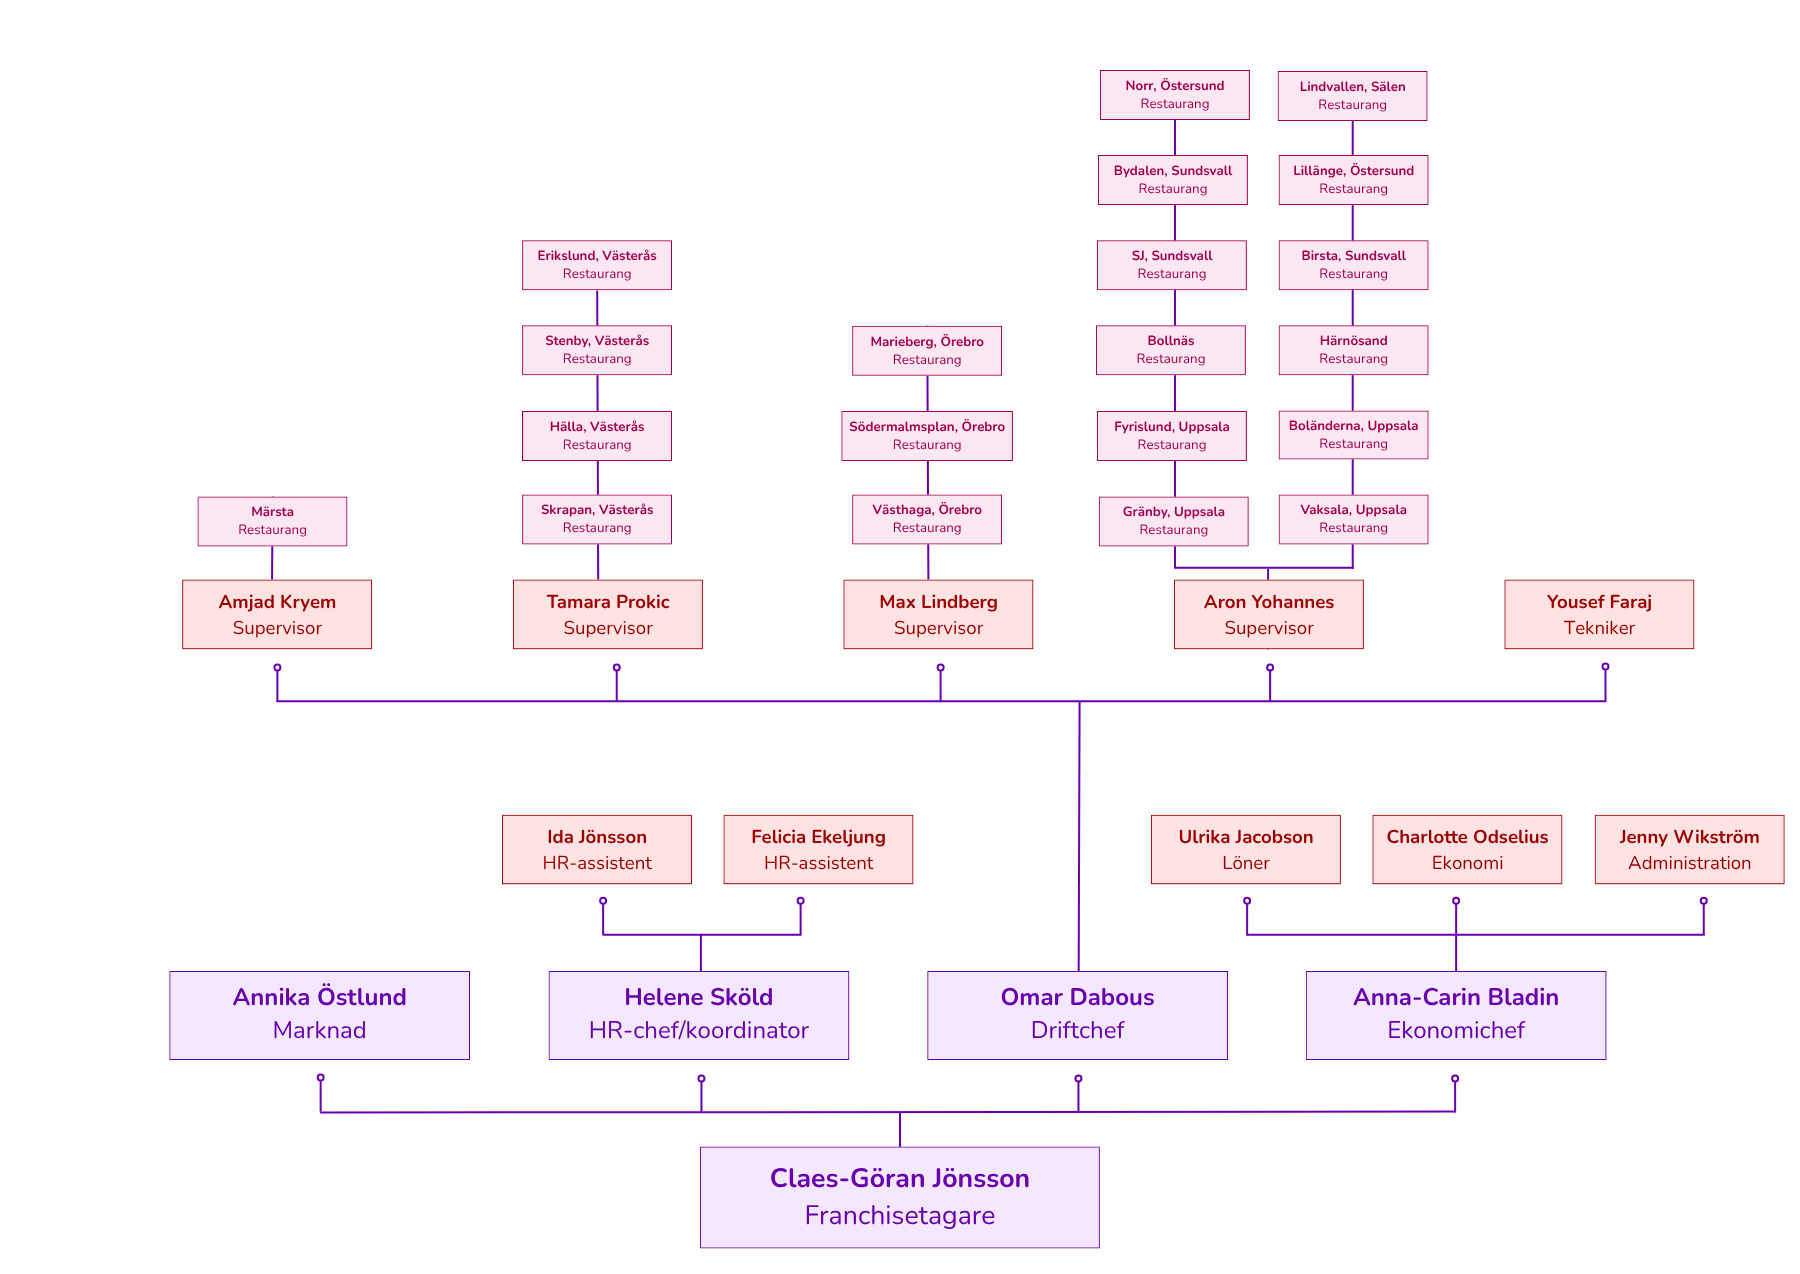 Norr, Östersund
Restaurang
Lindvallen, Sälen
Restaurang
Bydalen, Sundsvall
Restaurang
Lillänge, Östersund
Restaurang
Erikslund, Västerås
Restaurang
SJ, Sundsvall
Restaurang
Birsta, Sundsvall
Restaurang
Stenby, Västerås
Restaurang
Marieberg, Örebro
Restaurang
Bollnäs
Restaurang
Härnösand
Restaurang
Hälla, Västerås
Restaurang
Södermalmsplan, Örebro
Restaurang
Fyrislund, Uppsala
Restaurang
Boländerna, Uppsala
Restaurang
Märsta
Restaurang
Skrapan, Västerås
Restaurang
Västhaga, Örebro
Restaurang
Gränby, Uppsala
Restaurang
Vaksala, Uppsala
Restaurang
Amjad Kryem
Supervisor
Tamara Prokic
Supervisor
Max Lindberg
Supervisor
Aron Yohannes
Supervisor
Yousef Faraj
Tekniker
Ida Jönsson
HR-assistent
Felicia Ekeljung
HR-assistent
Ulrika Jacobson
Löner
Charlotte Odselius
Ekonomi
Jenny Wikström
Administration
Annika Östlund
Marknad
Helene Sköld
HR-chef/koordinator
Omar Dabous
Driftchef
Anna-Carin Bladin
Ekonomichef
Claes-Göran Jönsson
Franchisetagare